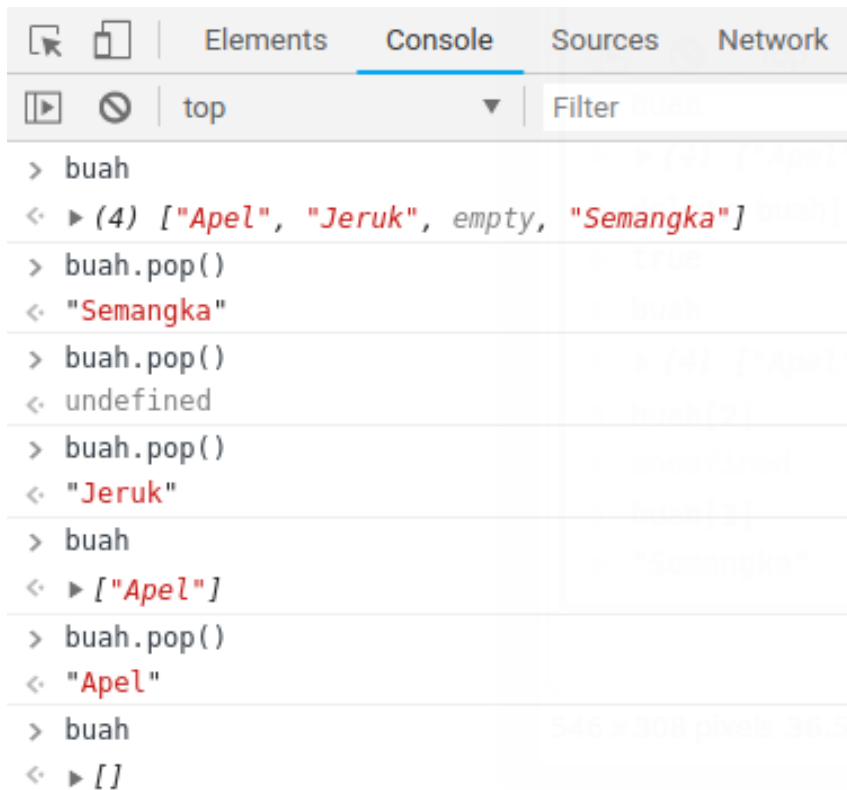 Elements Console Sources Network
top Filter
> buah
(4) ["Apel", "Jeruk", empty, "Semangka"]
> buah.pop()
"Semangka"
> buah.pop()
undefined
> buah.pop()
"Jeruk"
> buah
["Apel"]
> buah.pop()
"Apel"
> buah
[]